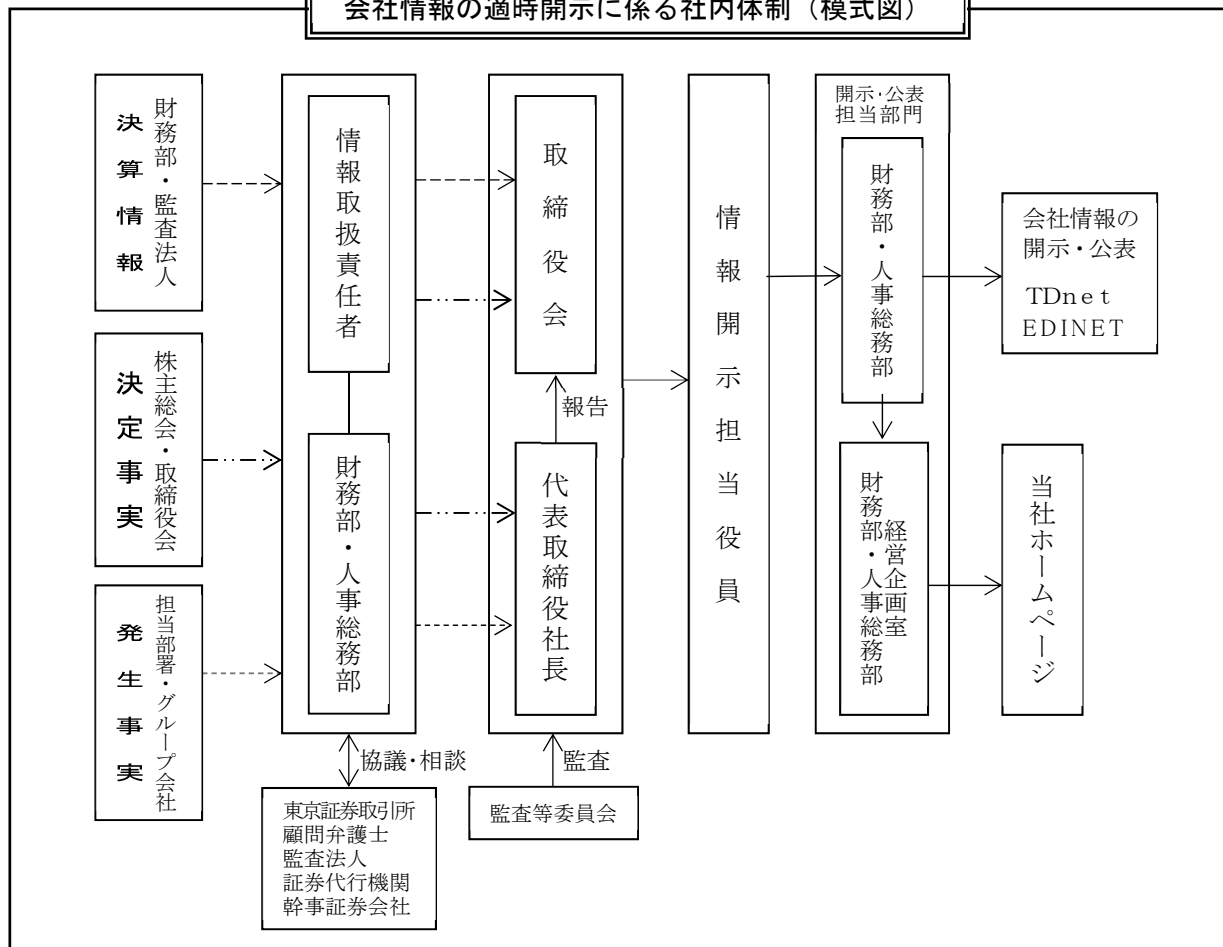 会社情報の適時開示に係る社内体制（模式図）
決算情報
財務部・監査法人
決定事実
株主総会・取締役会
発生事実
担当部署・グループ会社
情報取扱責任者
財務部・人事総務部
協議・相談
東京証券取引所
顧問弁護士
監査法人
証券代行機関
幹事証券会社
取締役会
報告
代表取締役社長
監査
監査等委員会
情報開示担当役員
開示・公表
担当部門
財務部・人事総務部
経営企画室
財務部・人事総務部
会社情報の
開示・公表
TDnet
EDINET
当社ホームページ